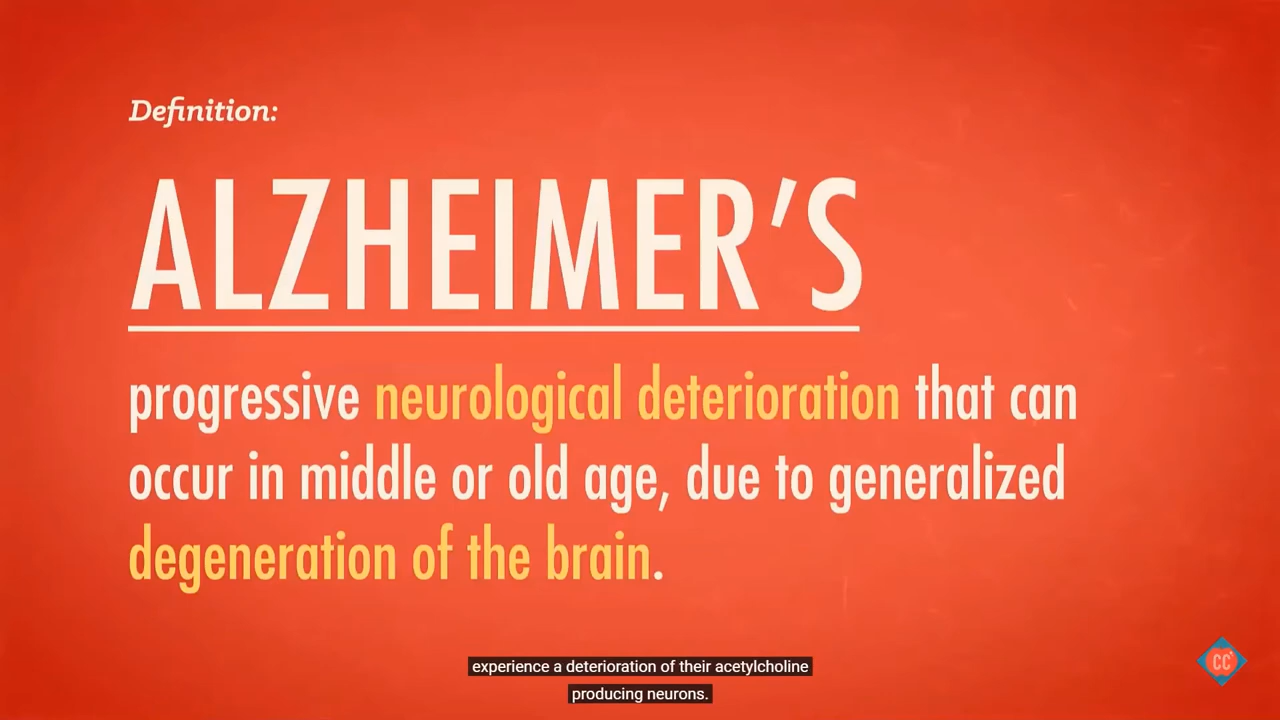 Definition:
ALZHEIMER'S
progressive neurological deterioration that can
occur in middle or old age, due to generalized
degeneration of the brain.
experience a deterioration of their acetylcholine
producing neurons.
CC